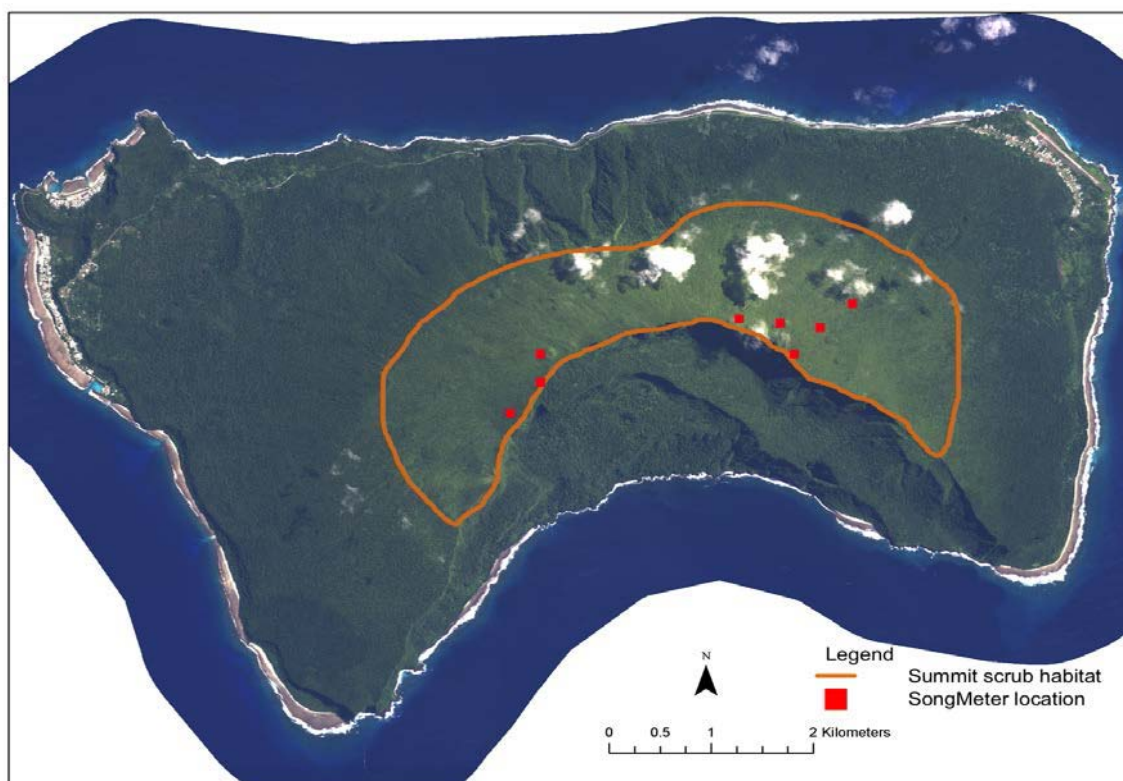 N
Legend
Summit scrub habitat
SongMeter location
0 0.5 1 2 Kilometers